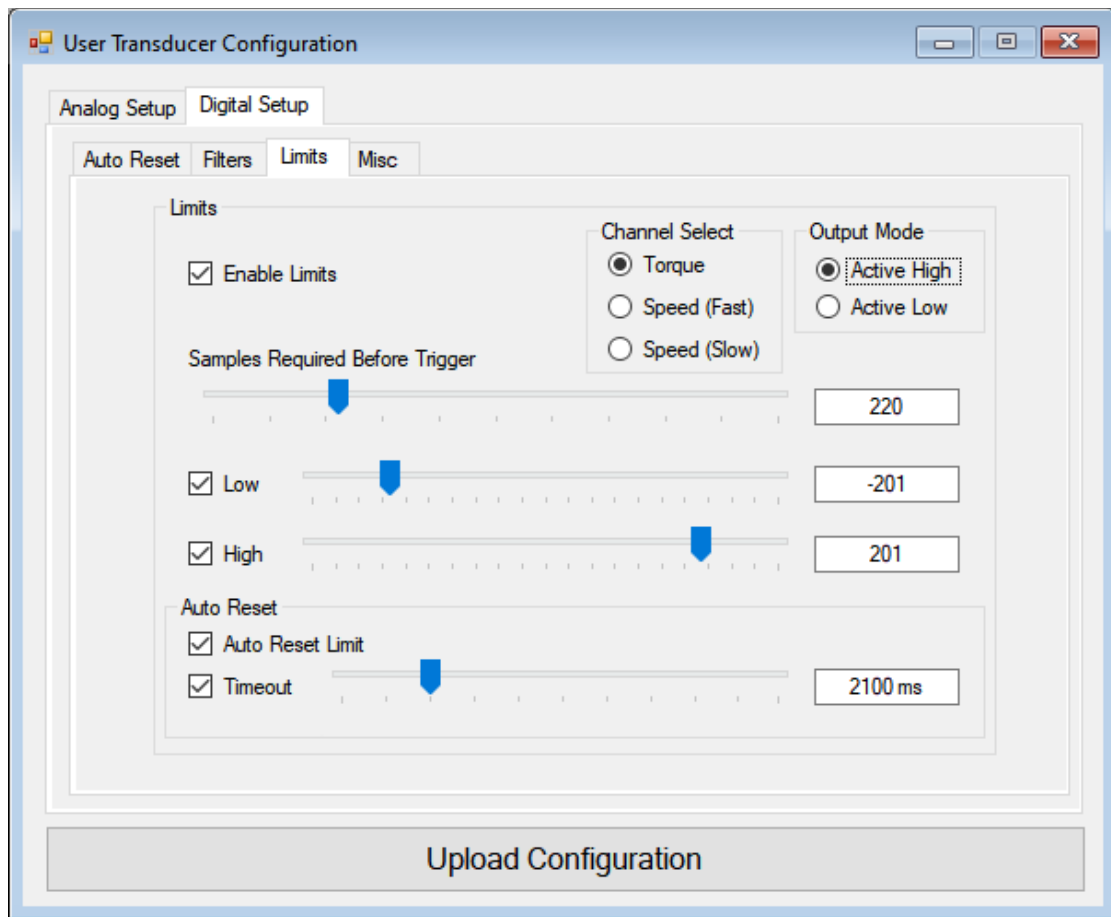 User Transducer Configuration
Analog Setup Digital Setup
Auto Reset Filters Limits Misc
Limits
Enable Limits
Channel Select
Torque
Speed (Fast)
Speed (Slow)
Output Mode
Active High
Active Low
Samples Required Before Trigger
220
Low -201
High 201
Auto Reset
Auto Reset Limit
Timeout 2100 ms
Upload Configuration